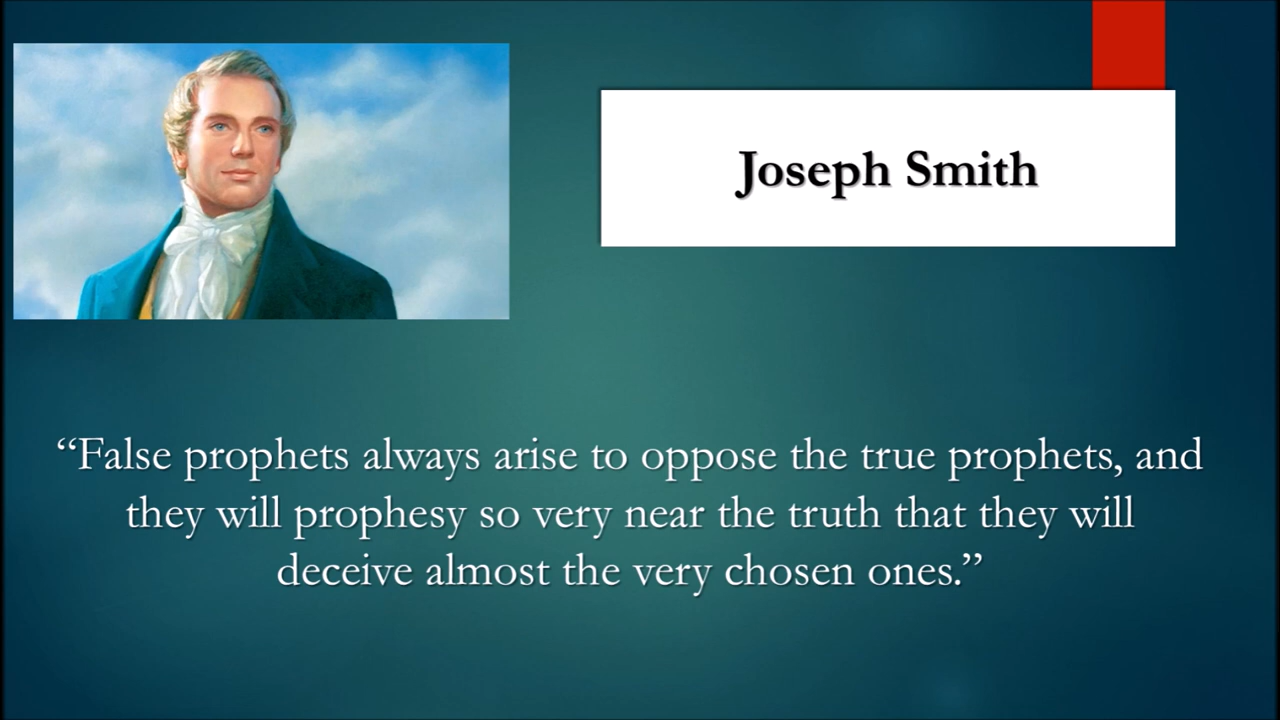 Joseph Smith
“False prophets always arise to oppose the true prophets, and
they will prophesy so very near the truth that they will
deceive almost the very chosen ones.”